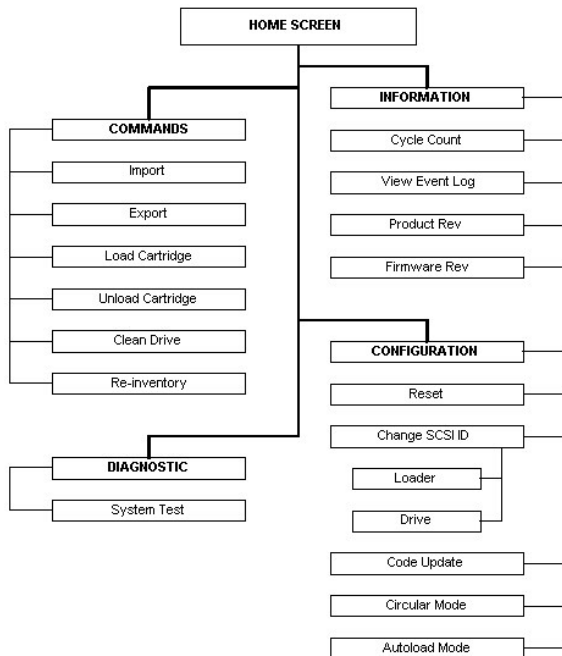 HOME SCREEN
COMMANDS
Import
Export
Load Cartridge
Unload Cartridge
Clean Drive
Re-inventory
DIAGNOSTIC
System Test
INFORMATION
Cycle Count
View Event Log
Product Rev
Firmware Rev
CONFIGURATION
Reset
Change SCSI ID
Loader
Drive
Code Update
Circular Mode
Autoload Mode